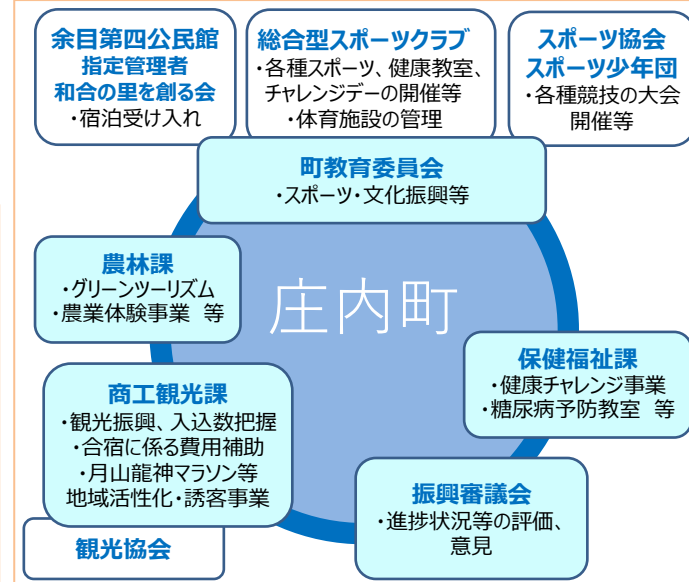 余目第四公民館
指定管理者
和合の里を創る会
・宿泊受け入れ
総合型スポーツクラブ
・各種スポーツ、健康教室、
チャレンジデーの開催等
・体育施設の管理
スポーツ協会
スポーツ少年団
・各種競技の大会
開催等
町教育委員会
・スポーツ・文化振興等
農林課
・グリーンツーリズム
・農業体験事業 等
庄内町
保健福祉課
・健康チャレンジ事業
・糖尿病予防教室 等
商工観光課
・観光振興、入込数把握
・合宿に係る費用補助
・月山龍神マラソン等
地域活性化・誘客事業
振興審議会
・進捗状況等の評価、
意見
観光協会